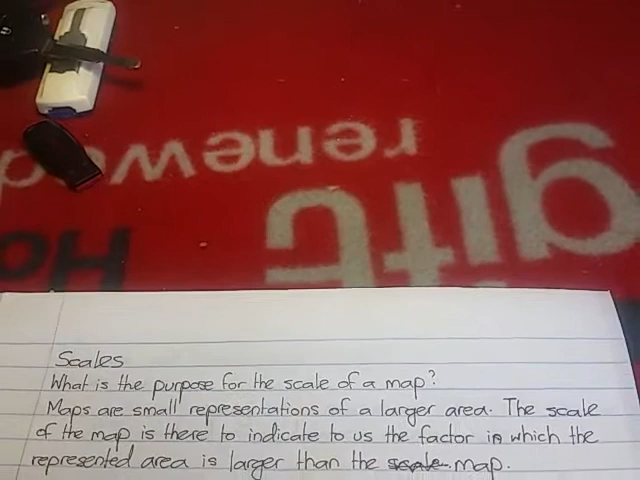 renewed
gift
Ho
Scales
What is the purpose for the scale of a map?
Maps are small representations of a larger area. The scale
of the map is there to indicate to us the factor in which the
represented area is larger than the scale map.